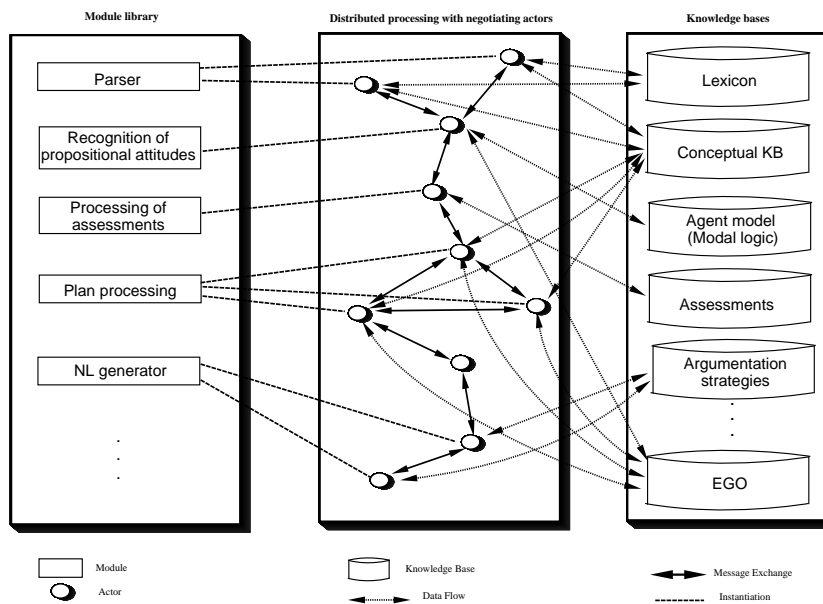 Module library
Distributed processing with negotiating actors
Knowledge bases
Parser
Recognition of
propositional attitudes
Processing of
assessments
Plan processing
NL generator
.
.
.
Lexicon
Conceptual KB
Agent model
(Modal logic)
Assessments
Argumentation
strategies
. .
. .
. .
EGO
Module
Actor
Knowledge Base
Data Flow
Message Exchange
Instantiation